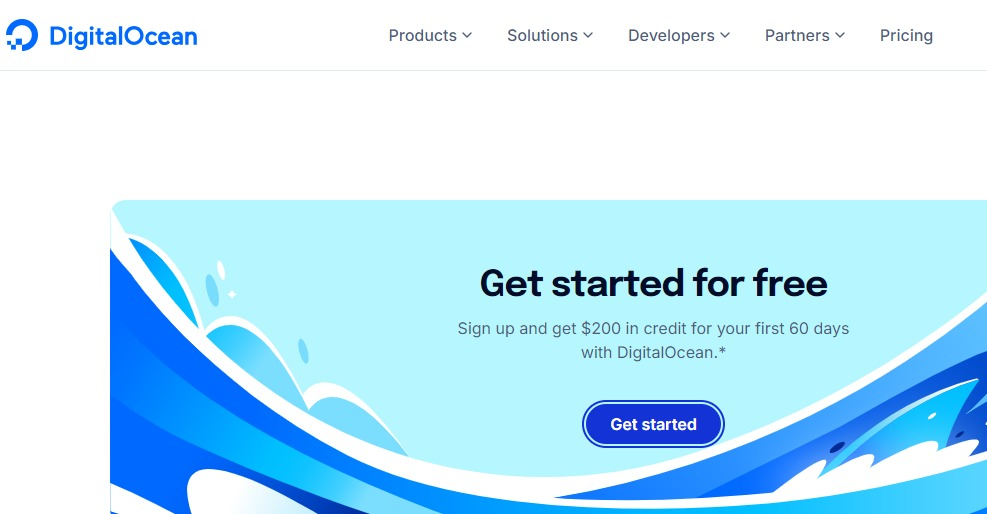 DigitalOcean
Products
Solutions
Developers
Partners
Pricing
Get started for free
Sign up and get $200 in credit for your first 60 days
with DigitalOcean.*
Get started